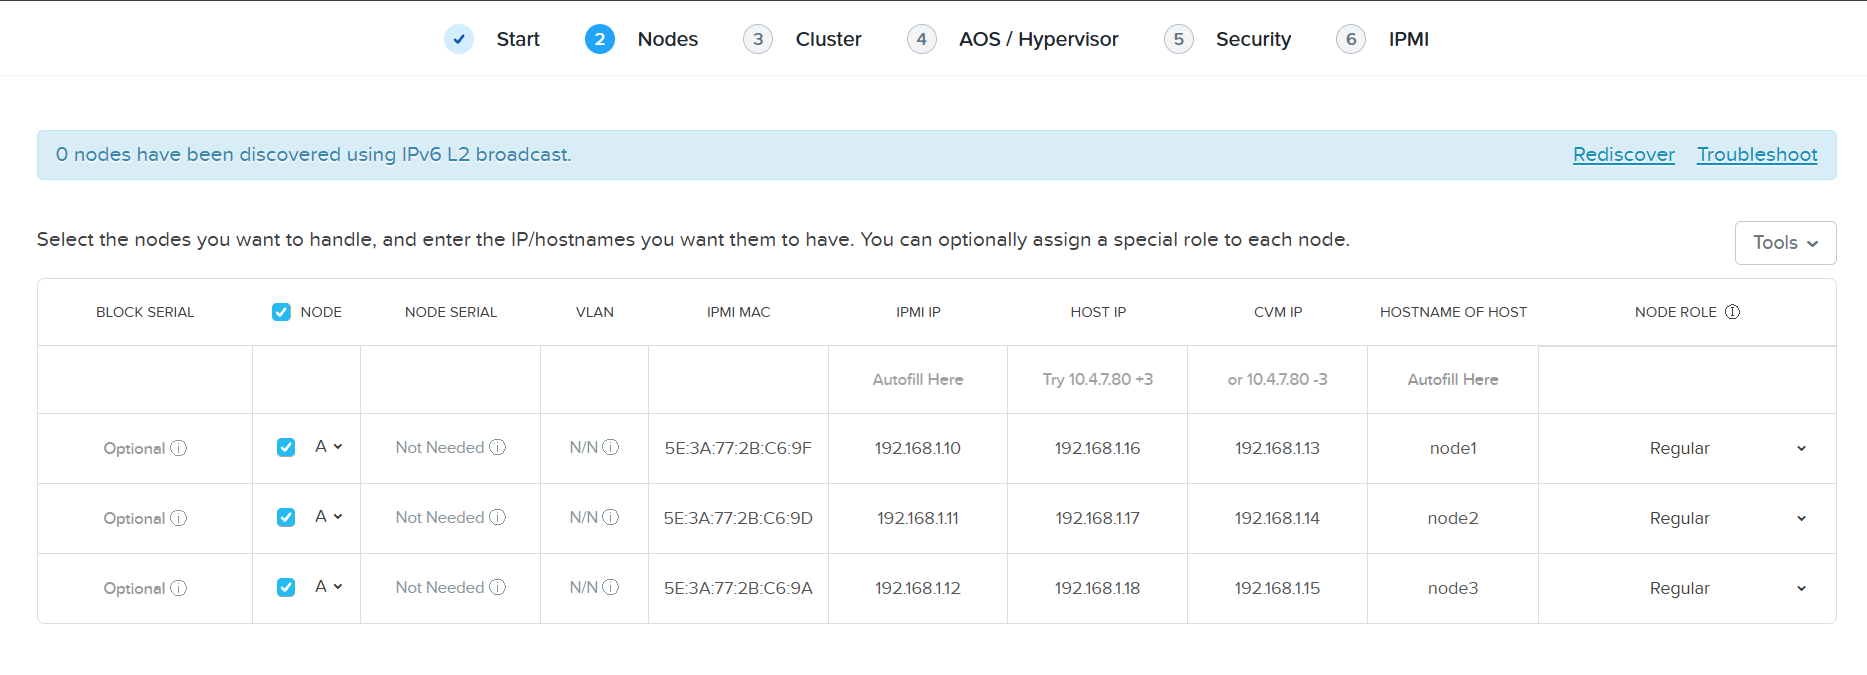 Start 2 Nodes 3 Cluster 4 AOS / Hypervisor 5 Security 6 IPMI
0 nodes have been discovered using IPv6 L2 broadcast. Rediscover Troubleshoot
Select the nodes you want to handle, and enter the IP/hostnames you want them to have. You can optionally assign a special role to each node. Tools
BLOCK SERIAL NODE NODE SERIAL VLAN IPMI MAC IPMI IP HOST IP CVM IP HOSTNAME OF HOST NODE ROLE
Autofill Here Try 10.4.7.80 +3 or 10.4.7.80 -3 Autofill Here
Optional A Not Needed N/N 5E:3A:77:2B:C6:9F 192.168.1.10 192.168.1.16 192.168.1.13 node1 Regular
Optional A Not Needed N/N 5E:3A:77:2B:C6:9D 192.168.1.11 192.168.1.17 192.168.1.14 node2 Regular
Optional A Not Needed N/N 5E:3A:77:2B:C6:9A 192.168.1.12 192.168.1.18 192.168.1.15 node3 Regular